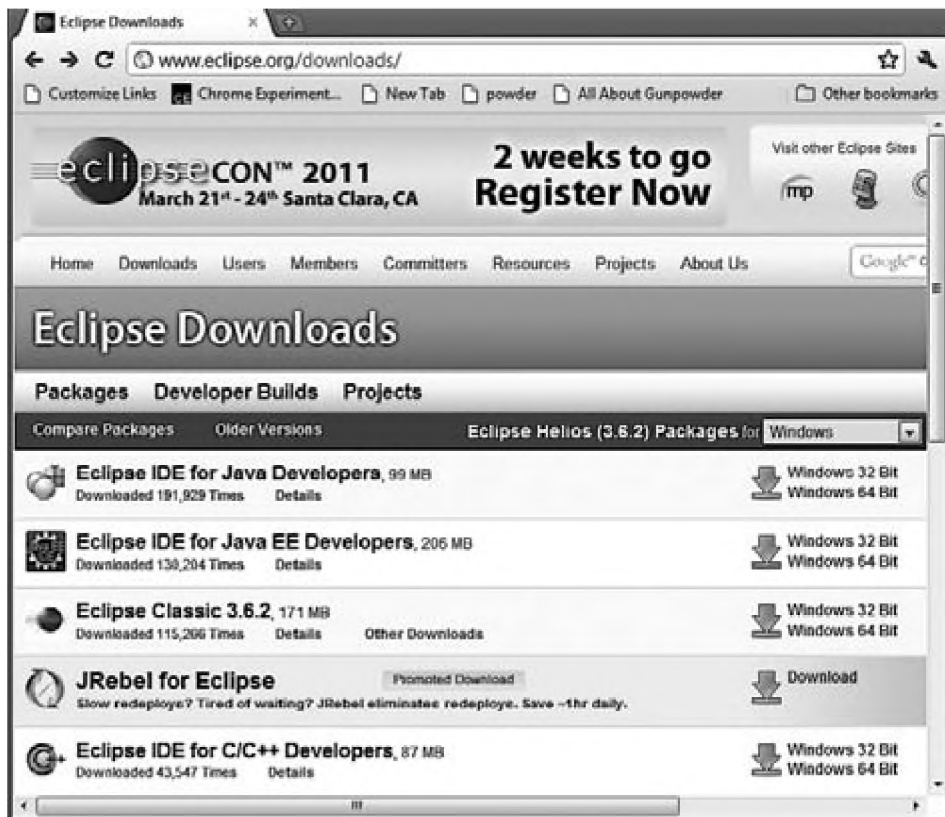 Eclipse Downloads
www.eclipse.org/downloads/
Customize Links Chrome Experiment... New Tab powder All About Gunpowder Other bookmarks
eclipseCON™ 2011
March 21st - 24th Santa Clara, CA
2 weeks to go
Register Now
Visit other Eclipse Sites
mp
Home Downloads Users Members Committers Resources Projects About Us Google™
Eclipse Downloads
Packages Developer Builds Projects
Compare Packages Older Versions Eclipse Helios (3.6.2) Packages for Windows
Eclipse IDE for Java Developers, 99 MB
Downloaded 191,929 Times Details
Windows 32 Bit
Windows 64 Bit
Eclipse IDE for Java EE Developers, 206 MB
Downloaded 130,204 Times Details
Windows 32 Bit
Windows 64 Bit
Eclipse Classic 3.6.2, 171 MB
Downloaded 115,266 Times Details Other Downloads
Windows 32 Bit
Windows 64 Bit
JRebel for Eclipse Promoted Download
Slow redeploys? Tired of waiting? JRebel eliminates redeploys. Save ~1hr daily.
Download
Eclipse IDE for C/C++ Developers, 87 MB
Downloaded 43,547 Times Details
Windows 32 Bit
Windows 64 Bit